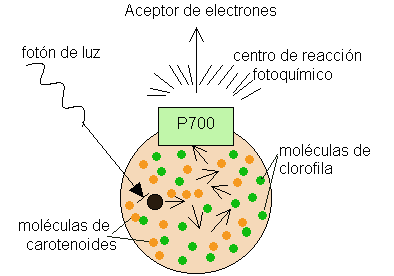 Aceptor de electrones
fotón de luz
centro de reacción
fotoquímico
P700
moléculas de
clorofila
moléculas de
carotenoides